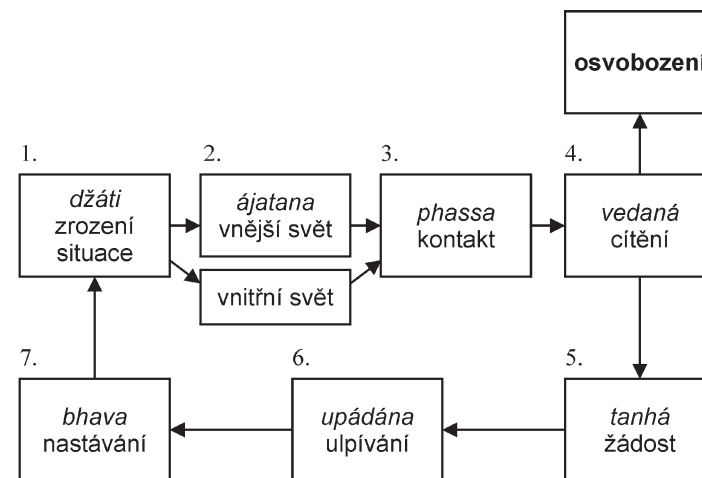 osvobození
1.
džáti
zrození
situace
2.
ájatana
vnější svět
vnitřní svět
3.
phassa
kontakt
4.
vedaná
cítění
5.
tanhá
žádost
6.
upádána
ulpívání
7.
bhava
nastávání